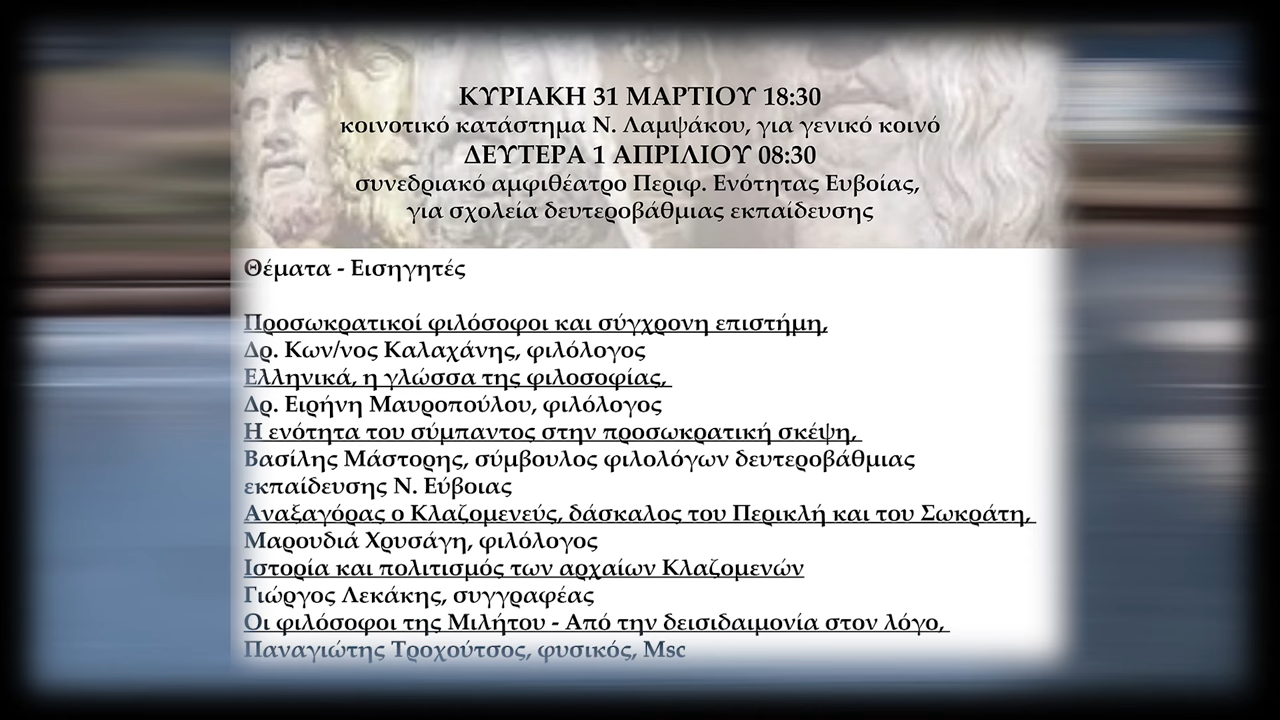 ΚΥΡΙΑΚΗ 31 ΜΑΡΤΙΟΥ 18:30
κοινοτικό κατάστημα Ν. Λαμψάκου, για γενικό κοινό
ΔΕΥΤΕΡΑ 1 ΑΠΡΙΛΙΟΥ 08:30
συνεδριακό αμφιθέατρο Περιφ. Ενότητας Ευβοίας,
για σχολεία δευτεροβάθμιας εκπαίδευσης
Θέματα - Εισηγητές
Προσωκρατικοί φιλόσοφοι και σύγχρονη επιστήμη,
Δρ. Κων/νος Καλαχάνης, φιλόλογος
Ελληνικά, η γλώσσα της φιλοσοφίας,
Δρ. Ειρήνη Μαυροπούλου, φιλόλογος
Η ενότητα του σύμπαντος στην προσωκρατική σκέψη,
Βασίλης Μάστορης, σύμβουλος φιλολόγων δευτεροβάθμιας
εκπαίδευσης Ν. Εύβοιας
Αναξαγόρας ο Κλαζομενεύς, δάσκαλος του Περικλή και του Σωκράτη,
Μαρουδιά Χρυσάγη, φιλόλογος
Ιστορία και πολιτισμός των αρχαίων Κλαζομενών
Γιώργος Λεκάκης, συγγραφέας
Οι φιλόσοφοι της Μιλήτου - Από την δεισιδαιμονία στον λόγο,
Παναγιώτης Τροχούτσος, φυσικός, Msc